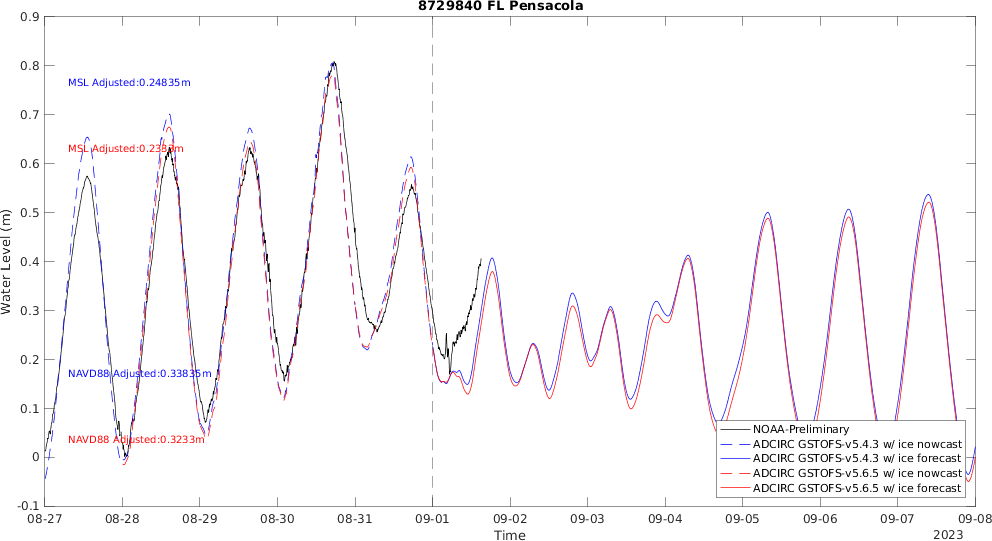 8729840 FL Pensacola
Water Level (m)
0.9
0.8
0.7
0.6
0.5
0.4
0.3
0.2
0.1
0
-0.1
MSL Adjusted:0.24835m
MSL
NAVD88 Adjusted:0.33835m
NAVD88 Adjusted:0.3233m
NOAA-Preliminary
ADCIRC GSTOFS-v5.4.3 w/ ice nowcast
ADCIRC GSTOFS-v5.4.3 w/ ice forecast
ADCIRC GSTOFS-v5.6.5 w/ ice nowcast
ADCIRC GSTOFS-v5.6.5 w/ ice forecast
08-27 08-28 08-29 08-30 08-31 09-01 09-02 09-03 09-04 09-05 09-06 09-07 09-08
Time
2023